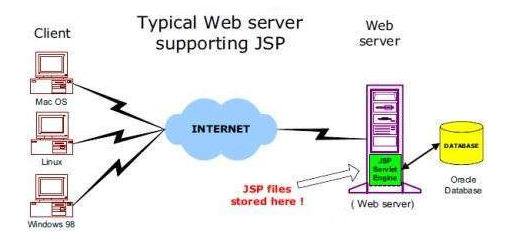 Typical Web server
supporting JSP
Client
Web
server
Mac OS
Linux
Windows 98
INTERNET
JSP
Servlet
Engine
DATABASE
Oracle
Database
JSP files
stored here !
( Web server)